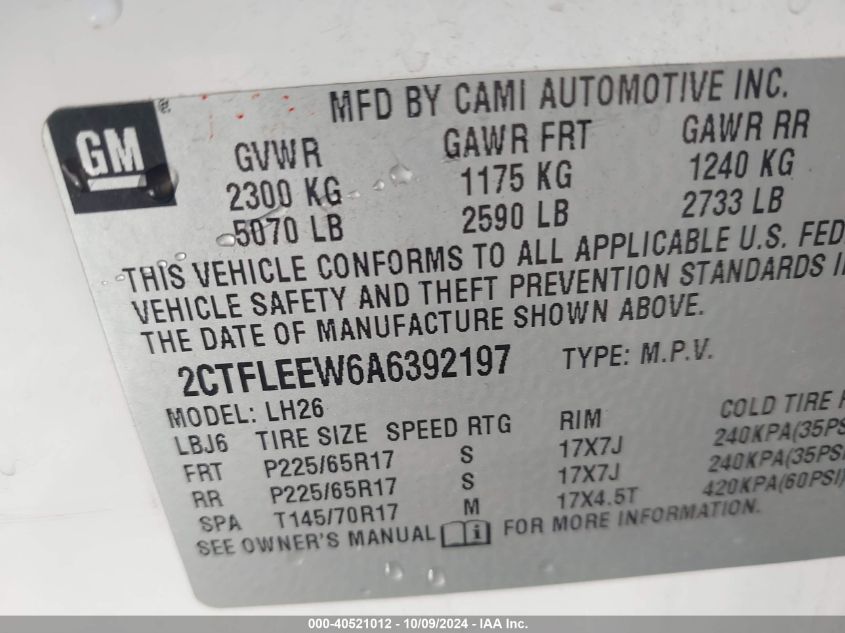 MFD BY CAMI AUTOMOTIVE INC.
GM
GVWR GAWR FRT GAWR RR
2300 KG 1175 KG 1240 KG
5070 LB 2590 LB 2733 LB
THIS VEHICLE CONFORMS TO ALL APPLICABLE U.S. FED
VEHICLE SAFETY AND THEFT PREVENTION STANDARDS I
THE DATE OF MANUFACTURE SHOWN ABOVE.
2CTFLEEW6A6392197 TYPE: M.P.V.
MODEL: LH26
LBJ6 TIRE SIZE SPEED RTG RIM COLD TIRE
FRT P225/65R17 S 17X7J 240KPA(35PS
RR P225/65R17 S 17X7J 240KPA(35PS
SPA T145/70R17 M 17X4.5T 420KPA(60PSI)
SEE OWNER'S MANUAL i FOR MORE INFORMATION.
000-40521012 - 10/09/2024 - IAA Inc.